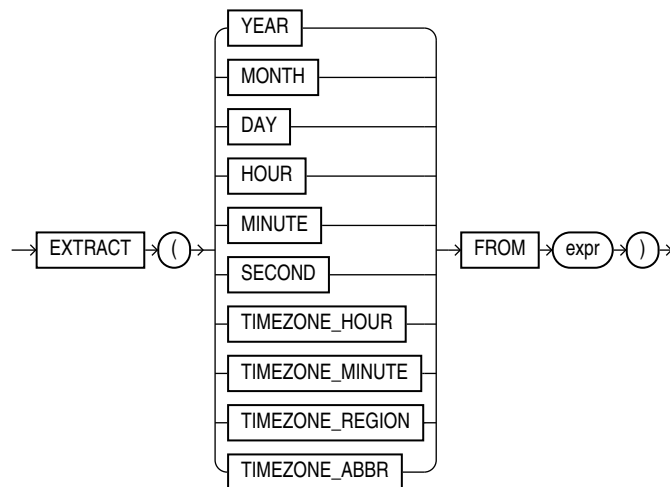 YEAR
MONTH
DAY
HOUR
MINUTE
EXTRACT ( FROM expr )
SECOND
TIMEZONE_HOUR
TIMEZONE_MINUTE
TIMEZONE_REGION
TIMEZONE_ABBR